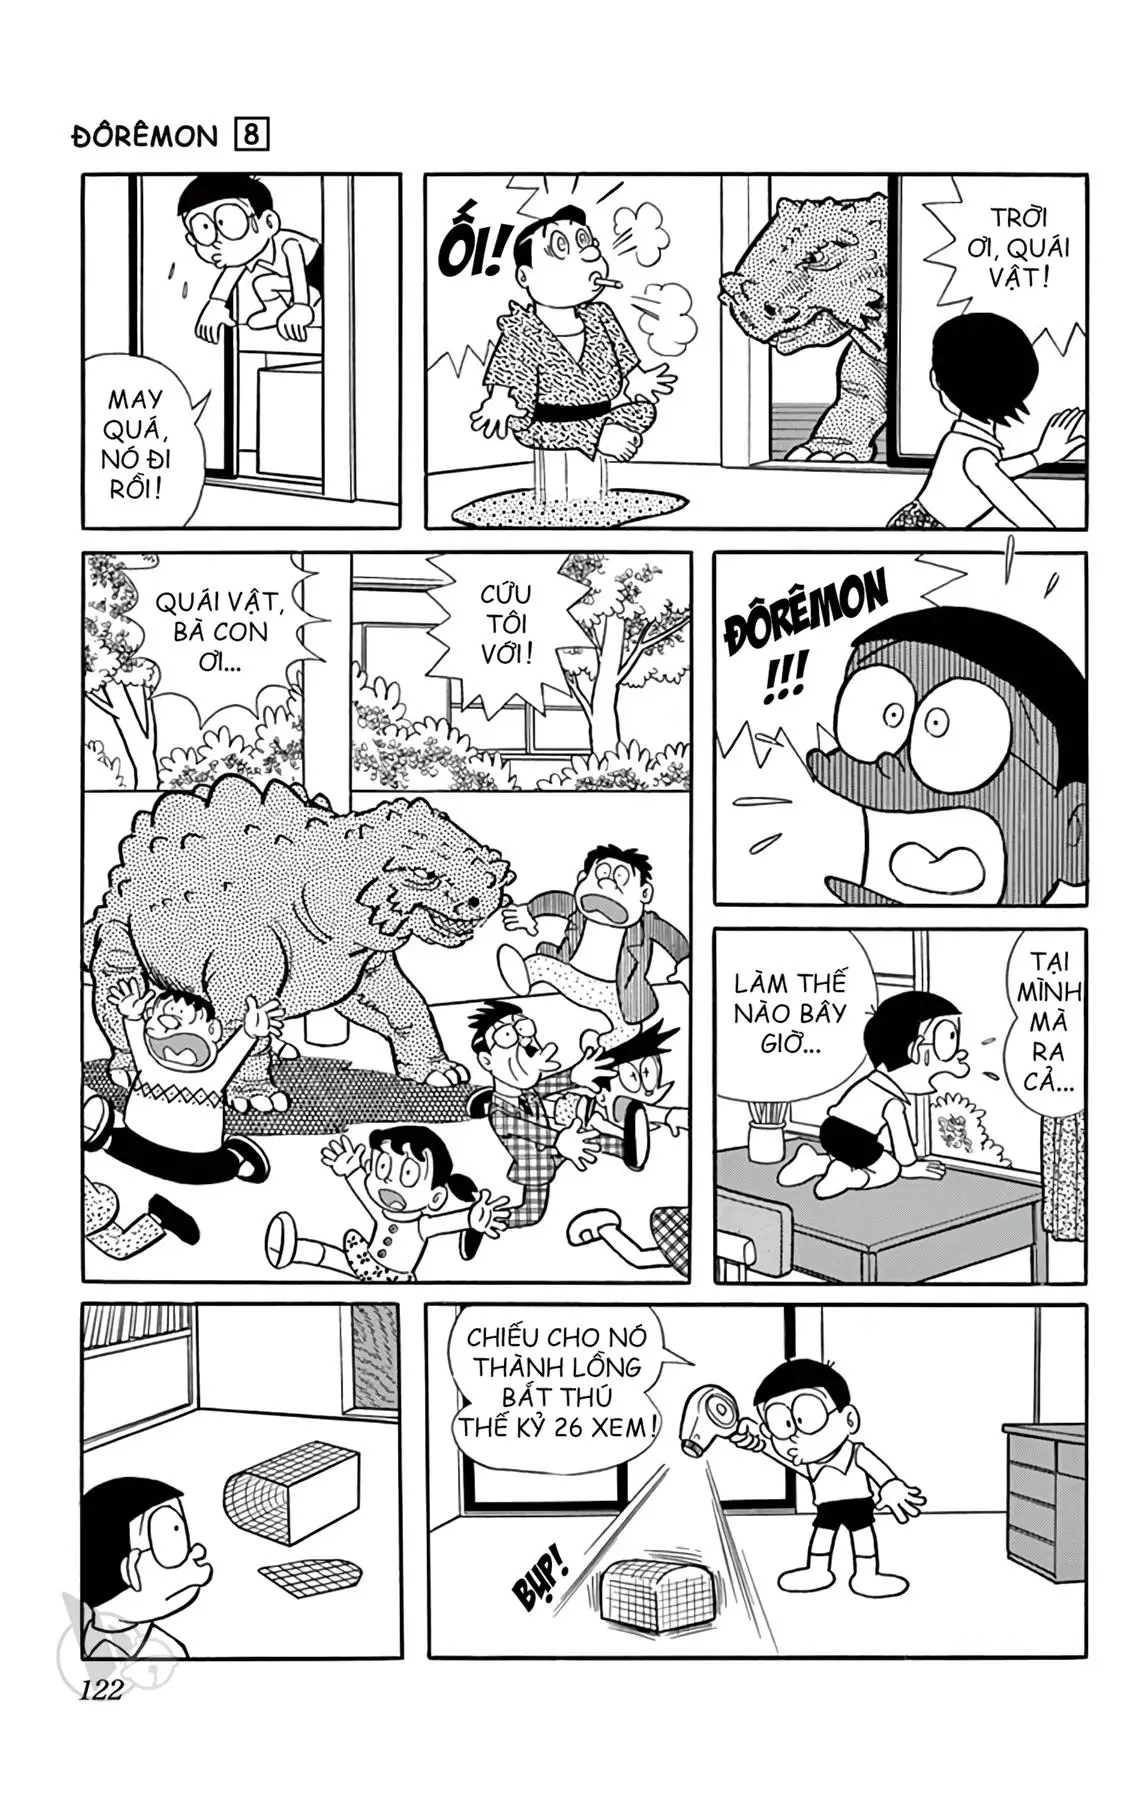 ĐÔRÊMON 8
MAY
QUÁ,
NÓ ĐI
RỒI!
ỐI!
TRỜI
ƠI, QUÁI
VẬT!
QUÁI VẬT,
BÀ CON
ƠI...
CỨU
TÔI
VỚI!
ĐÔRÊMON
!!!
LÀM THẾ
NÀO BÂY
GIỜ...
TẠI
MÌNH
MÀ
RA
CẢ...
CHIẾU CHO NÓ
THÀNH LỒNG
BẮT THÚ
THẾ KỶ 26 XEM!
BỤP!
122